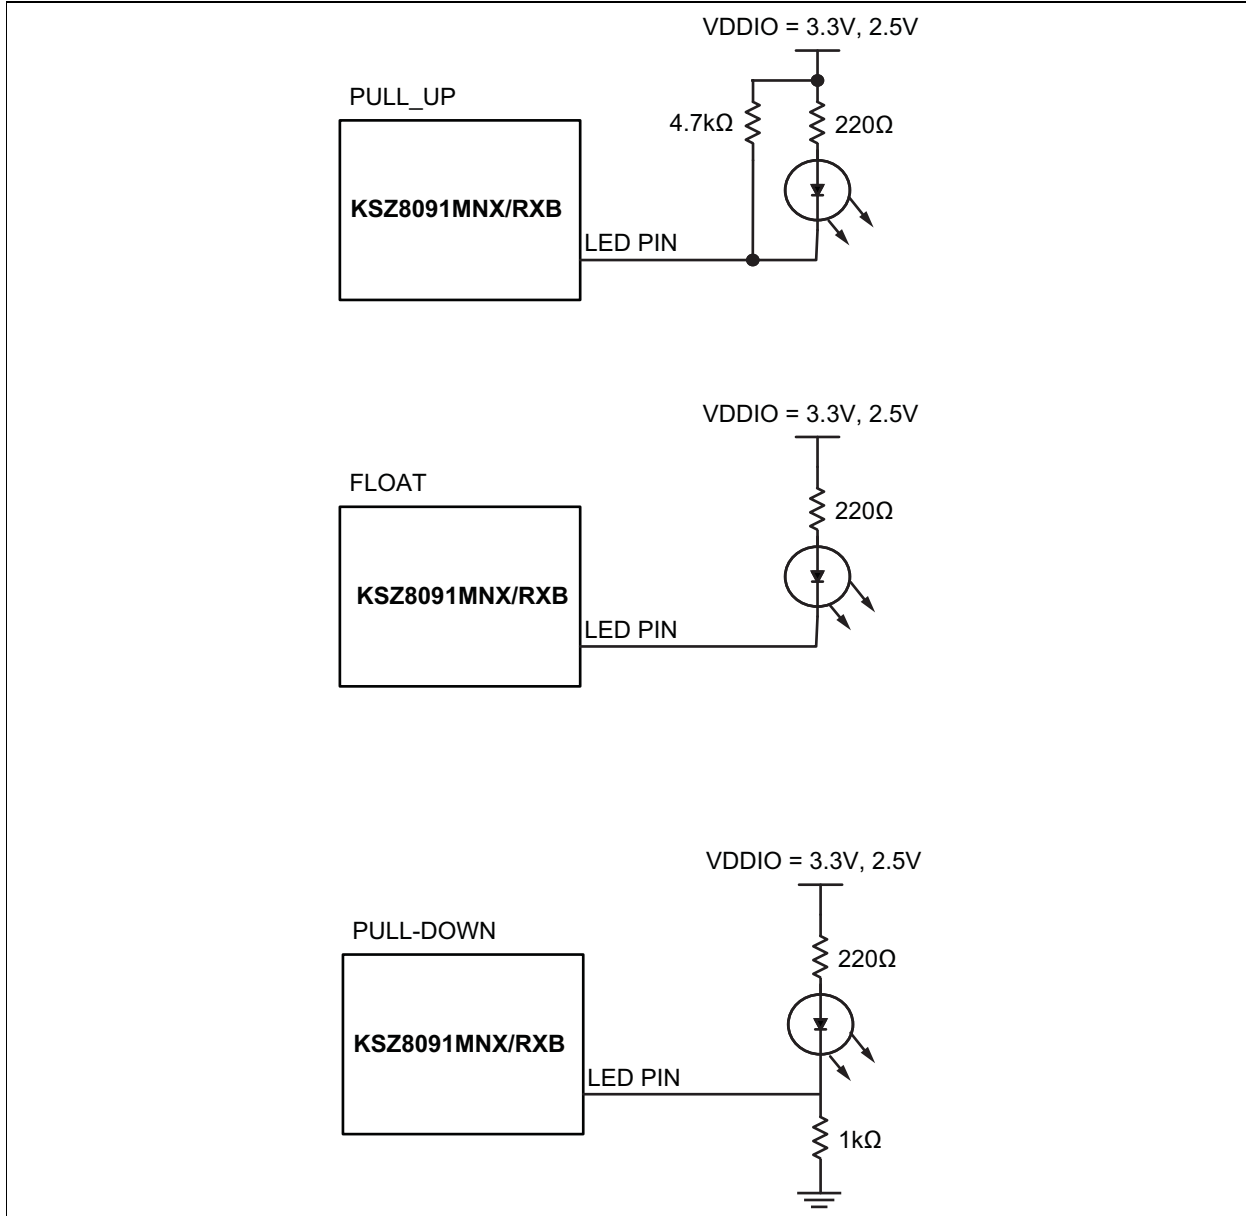 VDDIO = 3.3V, 2.5V
PULL_UP
4.7kΩ
220Ω
KSZ8091MNX/RXB
LED PIN
VDDIO = 3.3V, 2.5V
FLOAT
220Ω
KSZ8091MNX/RXB
LED PIN
VDDIO = 3.3V, 2.5V
PULL-DOWN
220Ω
KSZ8091MNX/RXB
LED PIN
1kΩ